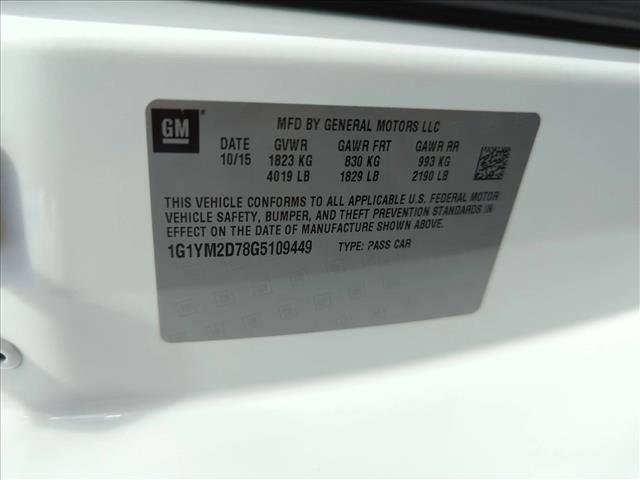 GM
MFD BY GENERAL MOTORS LLC
DATE GVWR GAWR FRT GAWR RR
10/15 1823 KG 830 KG 993 KG
4019 LB 1829 LB 2190 LB
THIS VEHICLE CONFORMS TO ALL APPLICABLE U.S. FEDERAL MOTOR
VEHICLE SAFETY, BUMPER, AND THEFT PREVENTION STANDARDS IN
EFFECT ON THE DATE OF MANUFACTURE SHOWN ABOVE.
1G1YM2D78G5109449 TYPE: PASS CAR